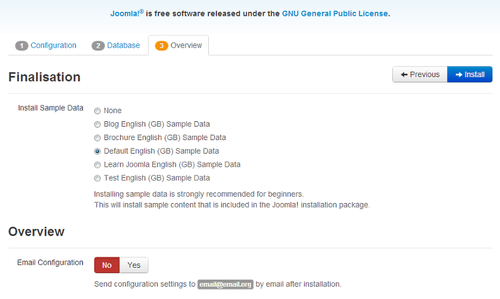 Joomla!® is free software released under the GNU General Public License.
1 Configuration 2 Database 3 Overview
Finalisation
Previous Install
Install Sample Data
None
Blog English (GB) Sample Data
Brochure English (GB) Sample Data
Default English (GB) Sample Data
Learn Joomla English (GB) Sample Data
Test English (GB) Sample Data
Installing sample data is strongly recommended for beginners.
This will install sample content that is included in the Joomla! installation package.
Overview
Email Configuration No Yes
Send configuration settings to email@email.org by email after installation.